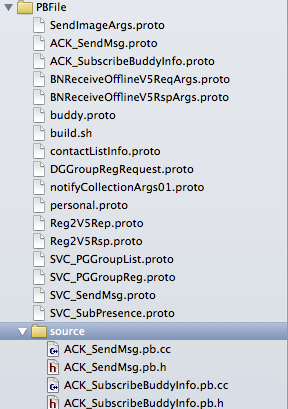 PBFile
SendImageArgs.proto
ACK_SendMsg.proto
ACK_SubscribeBuddyInfo.proto
BNReceiveOfflineV5ReqArgs.proto
BNReceiveOfflineV5RspArgs.proto
buddy.proto
build.sh
contactListInfo.proto
DGGroupRegRequest.proto
notifyCollectionArgs01.proto
personal.proto
Reg2V5Rep.proto
Reg2V5Rsp.proto
SVC_PGGroupList.proto
SVC_PGGroupReg.proto
SVC_SendMsg.proto
SVC_SubPresence.proto
source
ACK_SendMsg.pb.cc
ACK_SendMsg.pb.h
ACK_SubscribeBuddyInfo.pb.cc
ACK_SubscribeBuddyInfo.pb.h